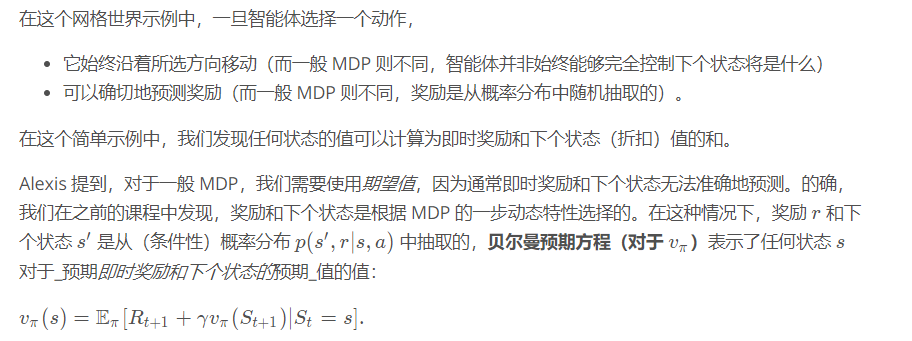 在这个网格世界示例中，一旦智能体选择一个动作，
• 它始终沿着所选方向移动（而一般 MDP 则不同，智能体并非始终能够完全控制下个状态将是什么）
• 可以确切地预测奖励（而一般 MDP 则不同，奖励是从概率分布中随机抽取的）。
在这个简单示例中，我们发现任何状态的值可以计算为即时奖励和下个状态（折扣）值的和。
Alexis 提到，对于一般 MDP，我们需要使用期望值，因为通常即时奖励和下个状态无法准确地预测。的确，
我们在之前的课程中发现，奖励和下个状态是根据 MDP 的一步动态特性选择的。在这种情况下，奖励 r 和下
个状态 s′ 是从（条件性）概率分布 p(s′, r|s, a) 中抽取的，贝尔曼预期方程（对于 vπ）表示了任何状态 s
对于_预期即时奖励和下个状态的预期_值的值：
vπ(s) = 𝔼π[Rt+1 + γvπ(St+1)|St = s].